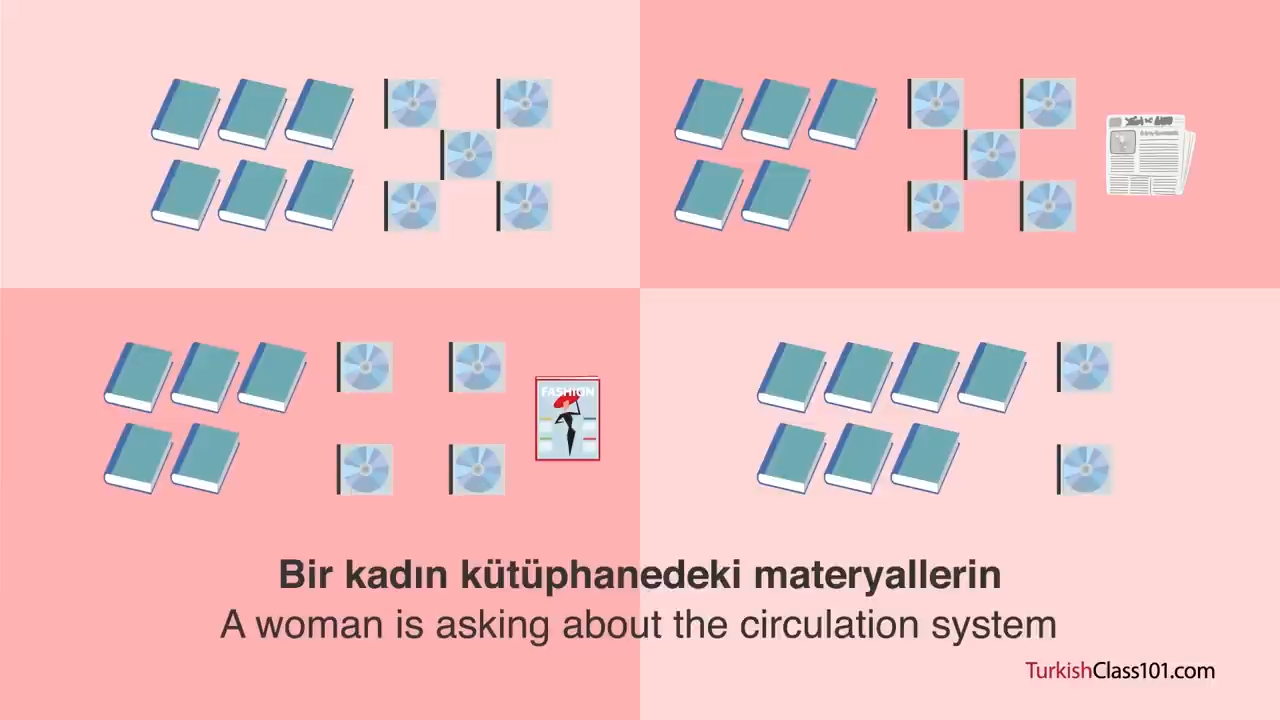 FASHION
Bir kadın kütüphanedeki materyallerin
A woman is asking about the circulation system
TurkishClass101.com